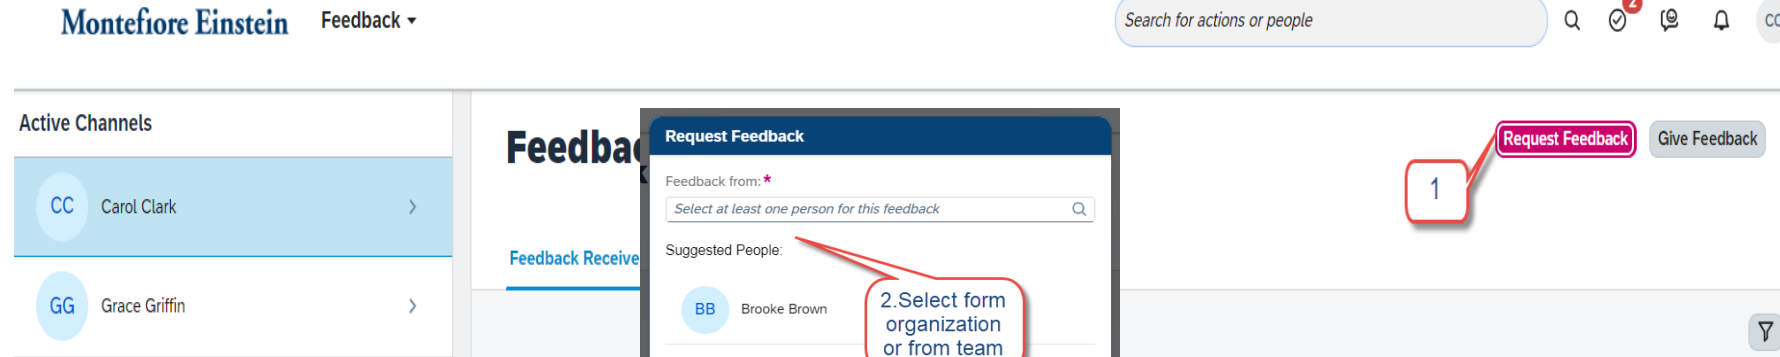 Montefiore Einstein Feedback
Search for actions or people
2
CC
Active Channels
CC Carol Clark
GG Grace Griffin
Request Feedback
Give Feedback
1
Feedback Receive
Request Feedback
Feedback from: *
Select at least one person for this feedback
Suggested People:
BB Brooke Brown
2.Select form
organization
or from team